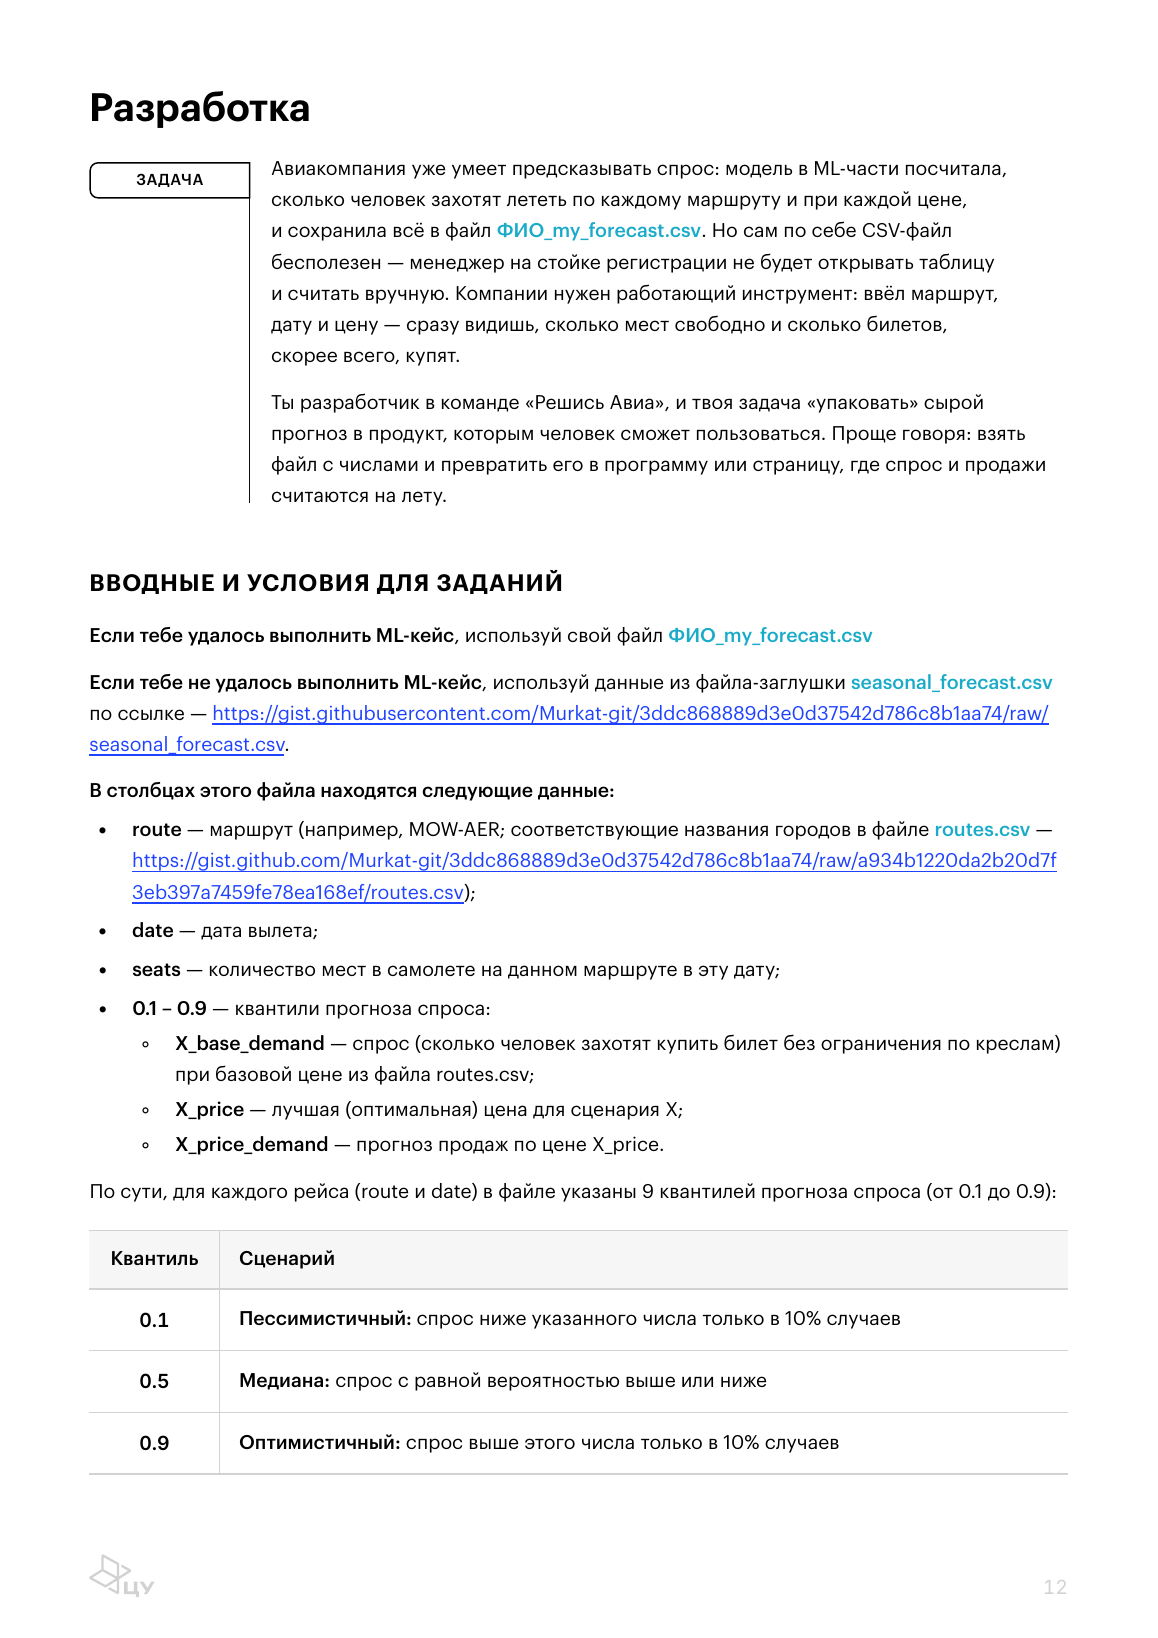 Разработка
ЗАДАЧА
Авиакомпания уже умеет предсказывать спрос: модель в ML-части посчитала,
сколько человек захотят лететь по каждому маршруту и при каждой цене,
и сохранила всё в файл ФИО_my_forecast.csv. Но сам по себе CSV-файл
бесполезен — менеджер на стойке регистрации не будет открывать таблицу
и считать вручную. Компании нужен работающий инструмент: ввёл маршрут,
дату и цену — сразу видишь, сколько мест свободно и сколько билетов,
скорее всего, купят.
Ты разработчик в команде «Решись Авиа», и твоя задача «упаковать» сырой
прогноз в продукт, которым человек сможет пользоваться. Проще говоря: взять
файл с числами и превратить его в программу или страницу, где спрос и продажи
считаются на лету.
ВВОДНЫЕ И УСЛОВИЯ ДЛЯ ЗАДАНИЙ
Если тебе удалось выполнить ML-кейс, используй свой файл ФИО_my_forecast.csv
Если тебе не удалось выполнить ML-кейс, используй данные из файла-заглушки seasonal_forecast.csv
по ссылке — https://gist.githubusercontent.com/Murkat-git/3ddc868889d3e0d37542d786c8b1aa74/raw/
seasonal_forecast.csv.
В столбцах этого файла находятся следующие данные:
• route — маршрут (например, MOW-AER; соответствующие названия городов в файле routes.csv —
https://gist.github.com/Murkat-git/3ddc868889d3e0d37542d786c8b1aa74/raw/a934b1220da2b20d7f
3eb397a7459fe78ea168ef/routes.csv);
• date — дата вылета;
• seats — количество мест в самолете на данном маршруте в эту дату;
• 0.1 – 0.9 — квантили прогноза спроса:
◦ X_base_demand — спрос (сколько человек захотят купить билет без ограничения по креслам)
при базовой цене из файла routes.csv;
◦ X_price — лучшая (оптимальная) цена для сценария X;
◦ X_price_demand — прогноз продаж по цене X_price.
По сути, для каждого рейса (route и date) в файле указаны 9 квантилей прогноза спроса (от 0.1 до 0.9):
Квантиль Сценарий
0.1 Пессимистичный: спрос ниже указанного числа только в 10% случаев
0.5 Медиана: спрос с равной вероятностью выше или ниже
0.9 Оптимистичный: спрос выше этого числа только в 10% случаев
ЦУ
12